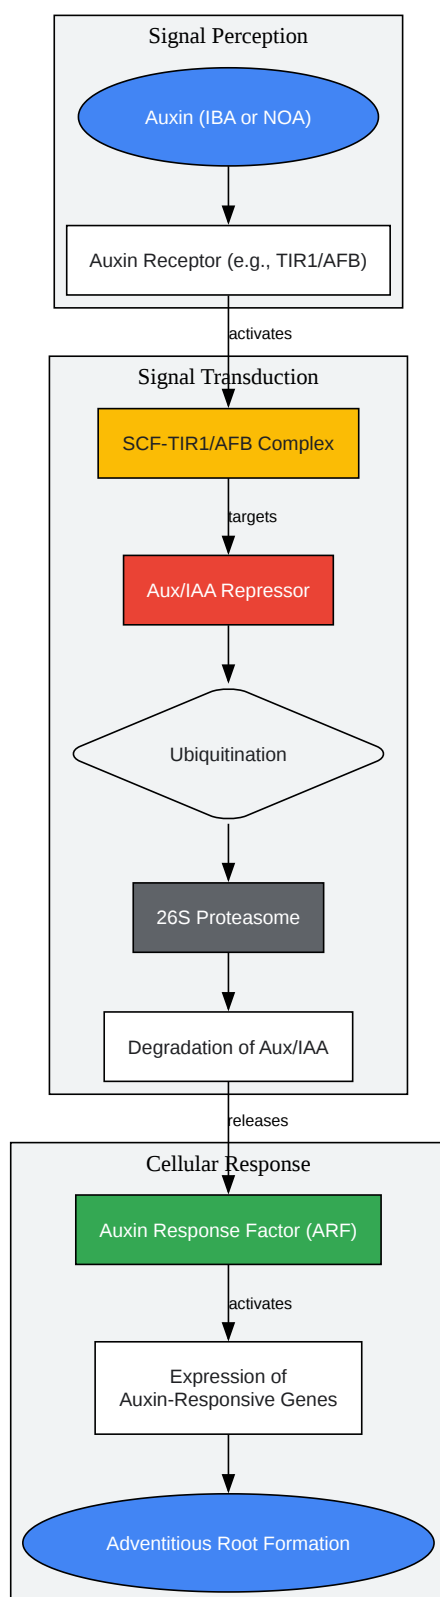 Signal Perception
Auxin (IBA or NOA)
Auxin Receptor (e.g., TIR1/AFB)
activates
Signal Transduction
SCF-TIR1/AFB Complex
targets
Aux/IAA Repressor
Ubiquitination
26S Proteasome
Degradation of Aux/IAA
releases
Cellular Response
Auxin Response Factor (ARF)
activates
Expression of
Auxin-Responsive Genes
Adventitious Root Formation